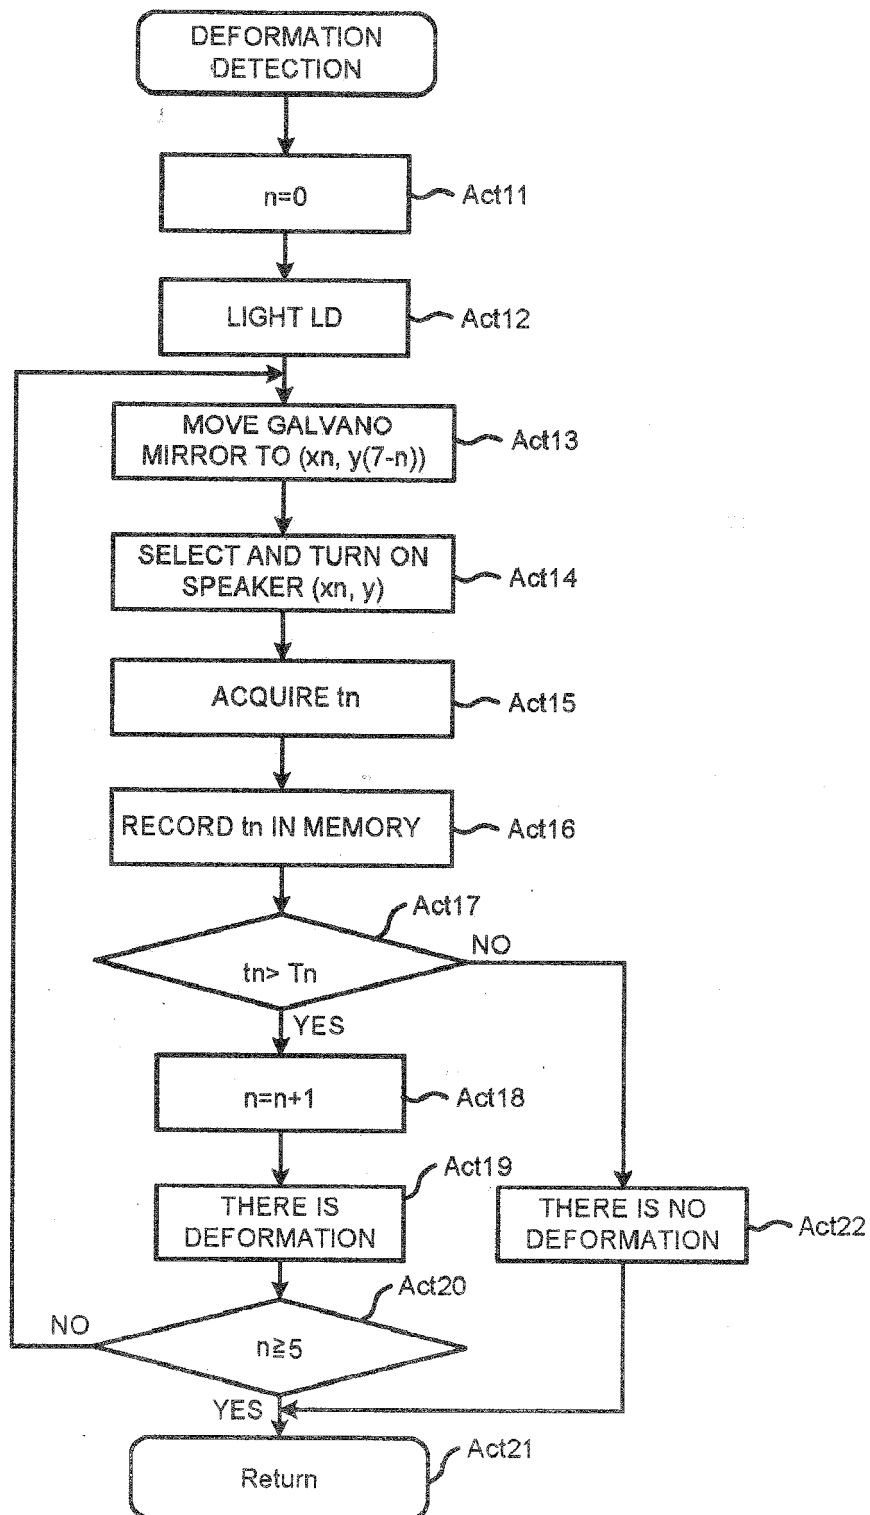 DEFORMATION
DETECTION
n=0
Act11
LIGHT LD
Act12
MOVE GALVANO
MIRROR TO (xn, y(7-n))
Act13
SELECT AND TURN ON
SPEAKER (xn, y)
Act14
ACQUIRE tn
Act15
RECORD tn IN MEMORY
Act16
Act17
tn> Tn
NO
YES
n=n+1
Act18
Act19
THERE IS
DEFORMATION
THERE IS NO
DEFORMATION
Act22
Act20
NO
n≧5
YES
Act21
Return